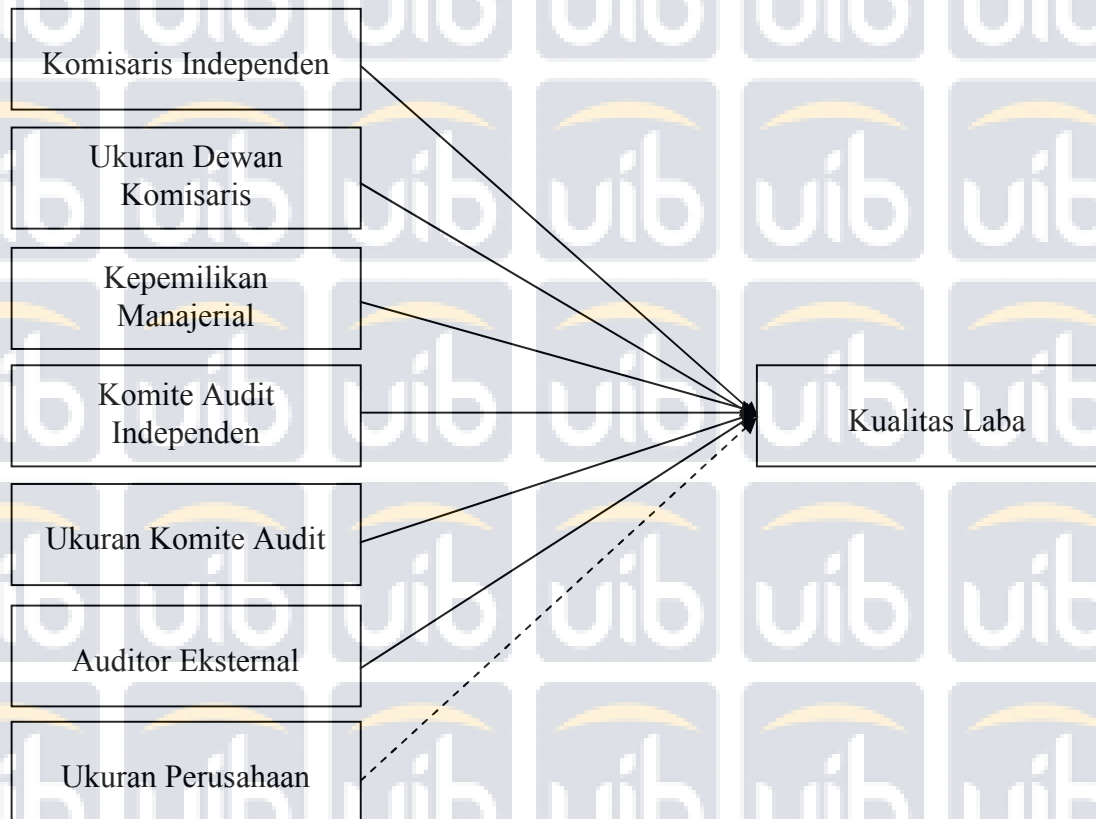 Komisaris Independen
Ukuran Dewan
Komisaris
Kepemilikan
Manajerial
Komite Audit
Independen
Kualitas Laba
Ukuran Komite Audit
Auditor Eksternal
Ukuran Perusahaan
uib